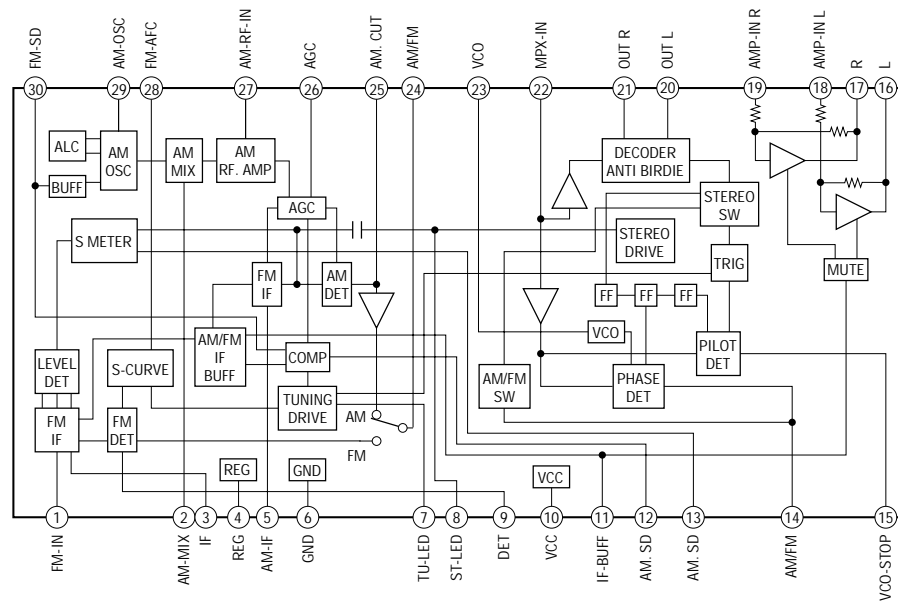 FM-SD
AM-OSC
FM-AFC
AM-RF-IN
AGC
AM. CUT
AM/FM
VCO
MPX-IN
OUT R
OUT L
AMP-IN R
AMP-IN L
R
L
30
29
28
27
26
25
24
23
22
21
20
19
18
17
16
ALC
BUFF
AM
OSC
AM
MIX
AM
RF. AMP
AGC
DECODER
ANTI BIRDIE
STEREO
SW
S METER
STEREO
DRIVE
FM
IF
AM
DET
TRIG
MUTE
FF
FF
FF
VCO
PILOT
DET
LEVEL
DET
S-CURVE
AM/FM
IF
BUFF
COMP
TUNING
DRIVE
AM/FM
SW
PHASE
DET
FM
IF
FM
DET
AM
FM
REG
GND
VCC
1
2
3
4
5
6
7
8
9
10
11
12
13
14
15
FM-IN
AM-MIX
IF
REG
AM-IF
GND
TU-LED
ST-LED
DET
VCC
IF-BUFF
AM. SD
AM. SD
AM/FM
VCO-STOP